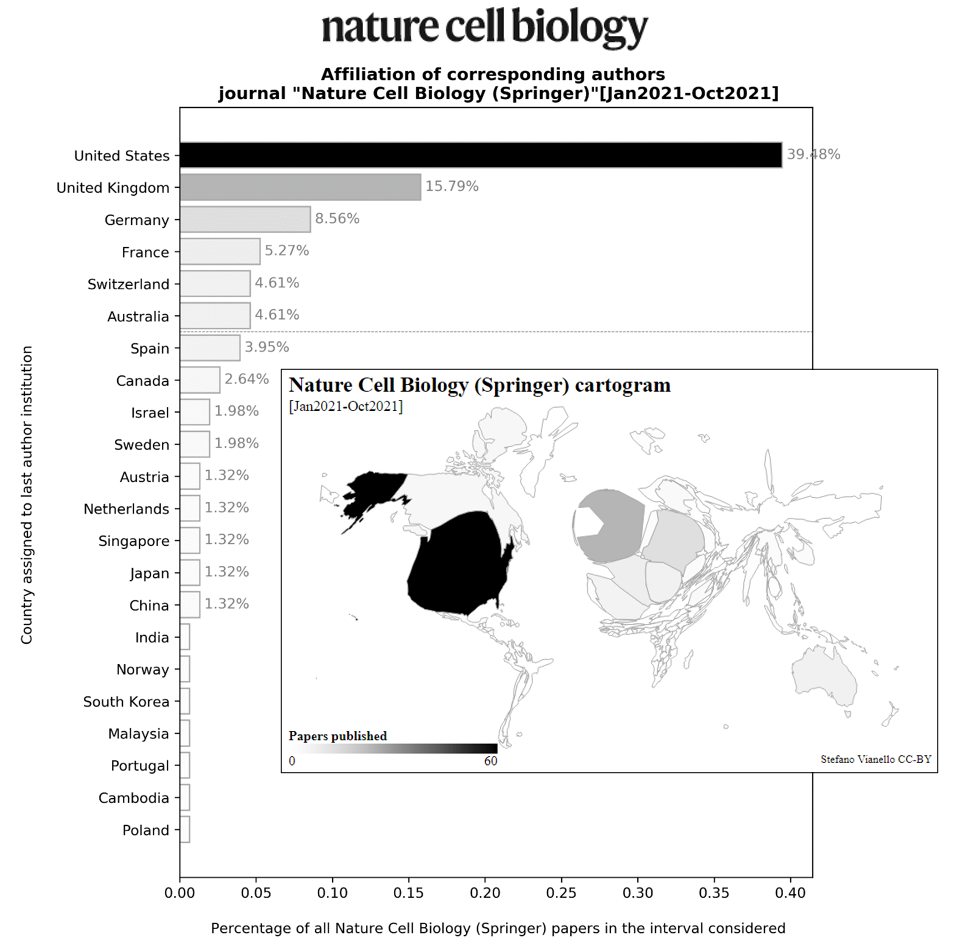 nature cell biology
Affiliation of corresponding authors
journal "Nature Cell Biology (Springer)"[Jan2021-Oct2021]
Country assigned to last author institution
United States 39.48%
United Kingdom 15.79%
Germany 8.56%
France 5.27%
Switzerland 4.61%
Australia 4.61%
Spain 3.95%
Canada 2.64%
Israel 1.98%
Sweden 1.98%
Austria 1.32%
Netherlands 1.32%
Singapore 1.32%
Japan 1.32%
China 1.32%
India
Norway
South Korea
Malaysia
Portugal
Cambodia
Poland
Nature Cell Biology (Springer) cartogram
[Jan2021-Oct2021]
Papers published
0 60
Stefano Vianello CC-BY
0.00 0.05 0.10 0.15 0.20 0.25 0.30 0.35 0.40
Percentage of all Nature Cell Biology (Springer) papers in the interval considered